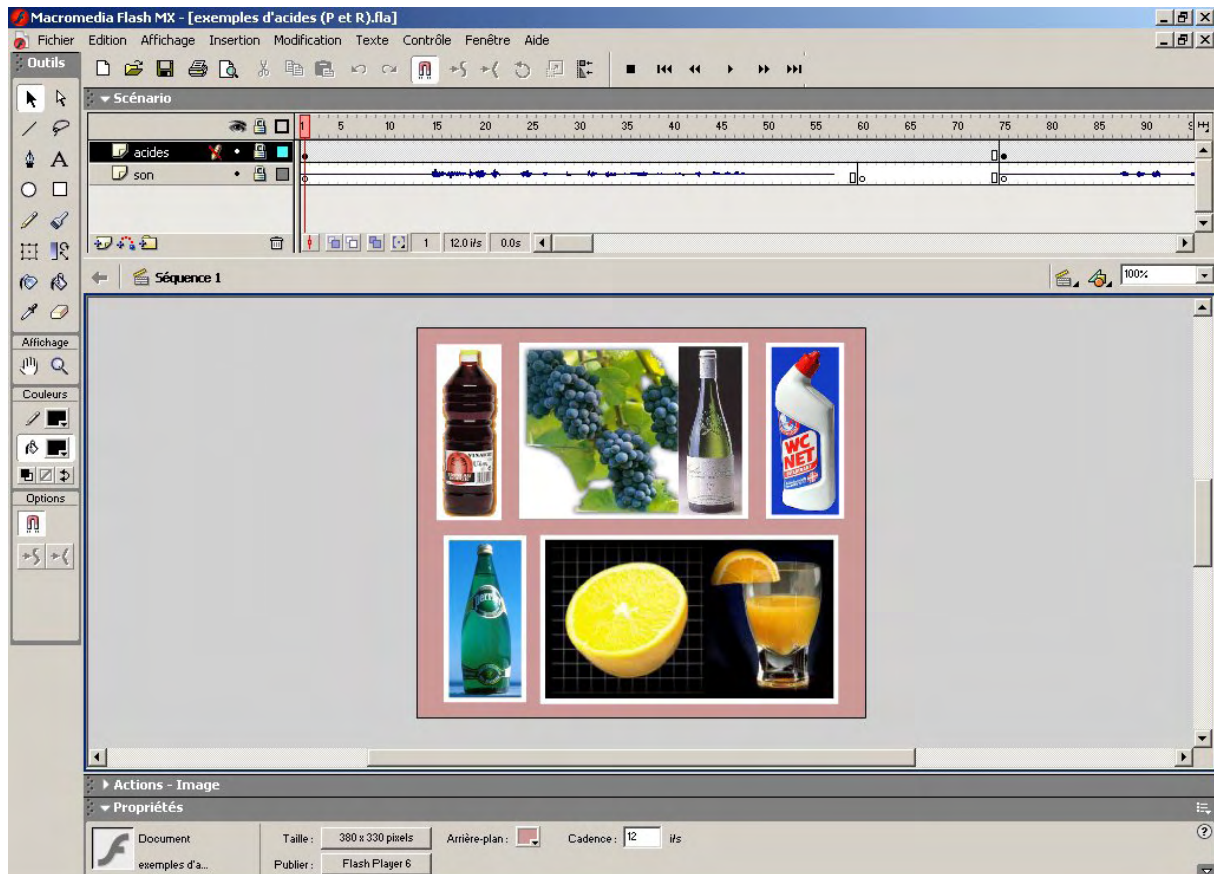 Macromedia Flash MX - [exemples d'acides (P et R).fla]
Fichier Edition Affichage Insertion Modification Texte Contrôle Fenêtre Aide
Outils
Scénario
1 5 10 15 20 25 30 35 40 45 50 55 60 65 70 75 80 85 90 9
acides
son
1 12.0 i/s 0.0s
Séquence 1
100%
Affichage
Couleurs
Options
VINAIGRE
WC
NET
Perrier
Actions - Image
Propriétés
Document Taille : 380 x 330 pixels Arrière-plan : Cadence : 12 i/s
exemples d'a... Publier : Flash Player 6